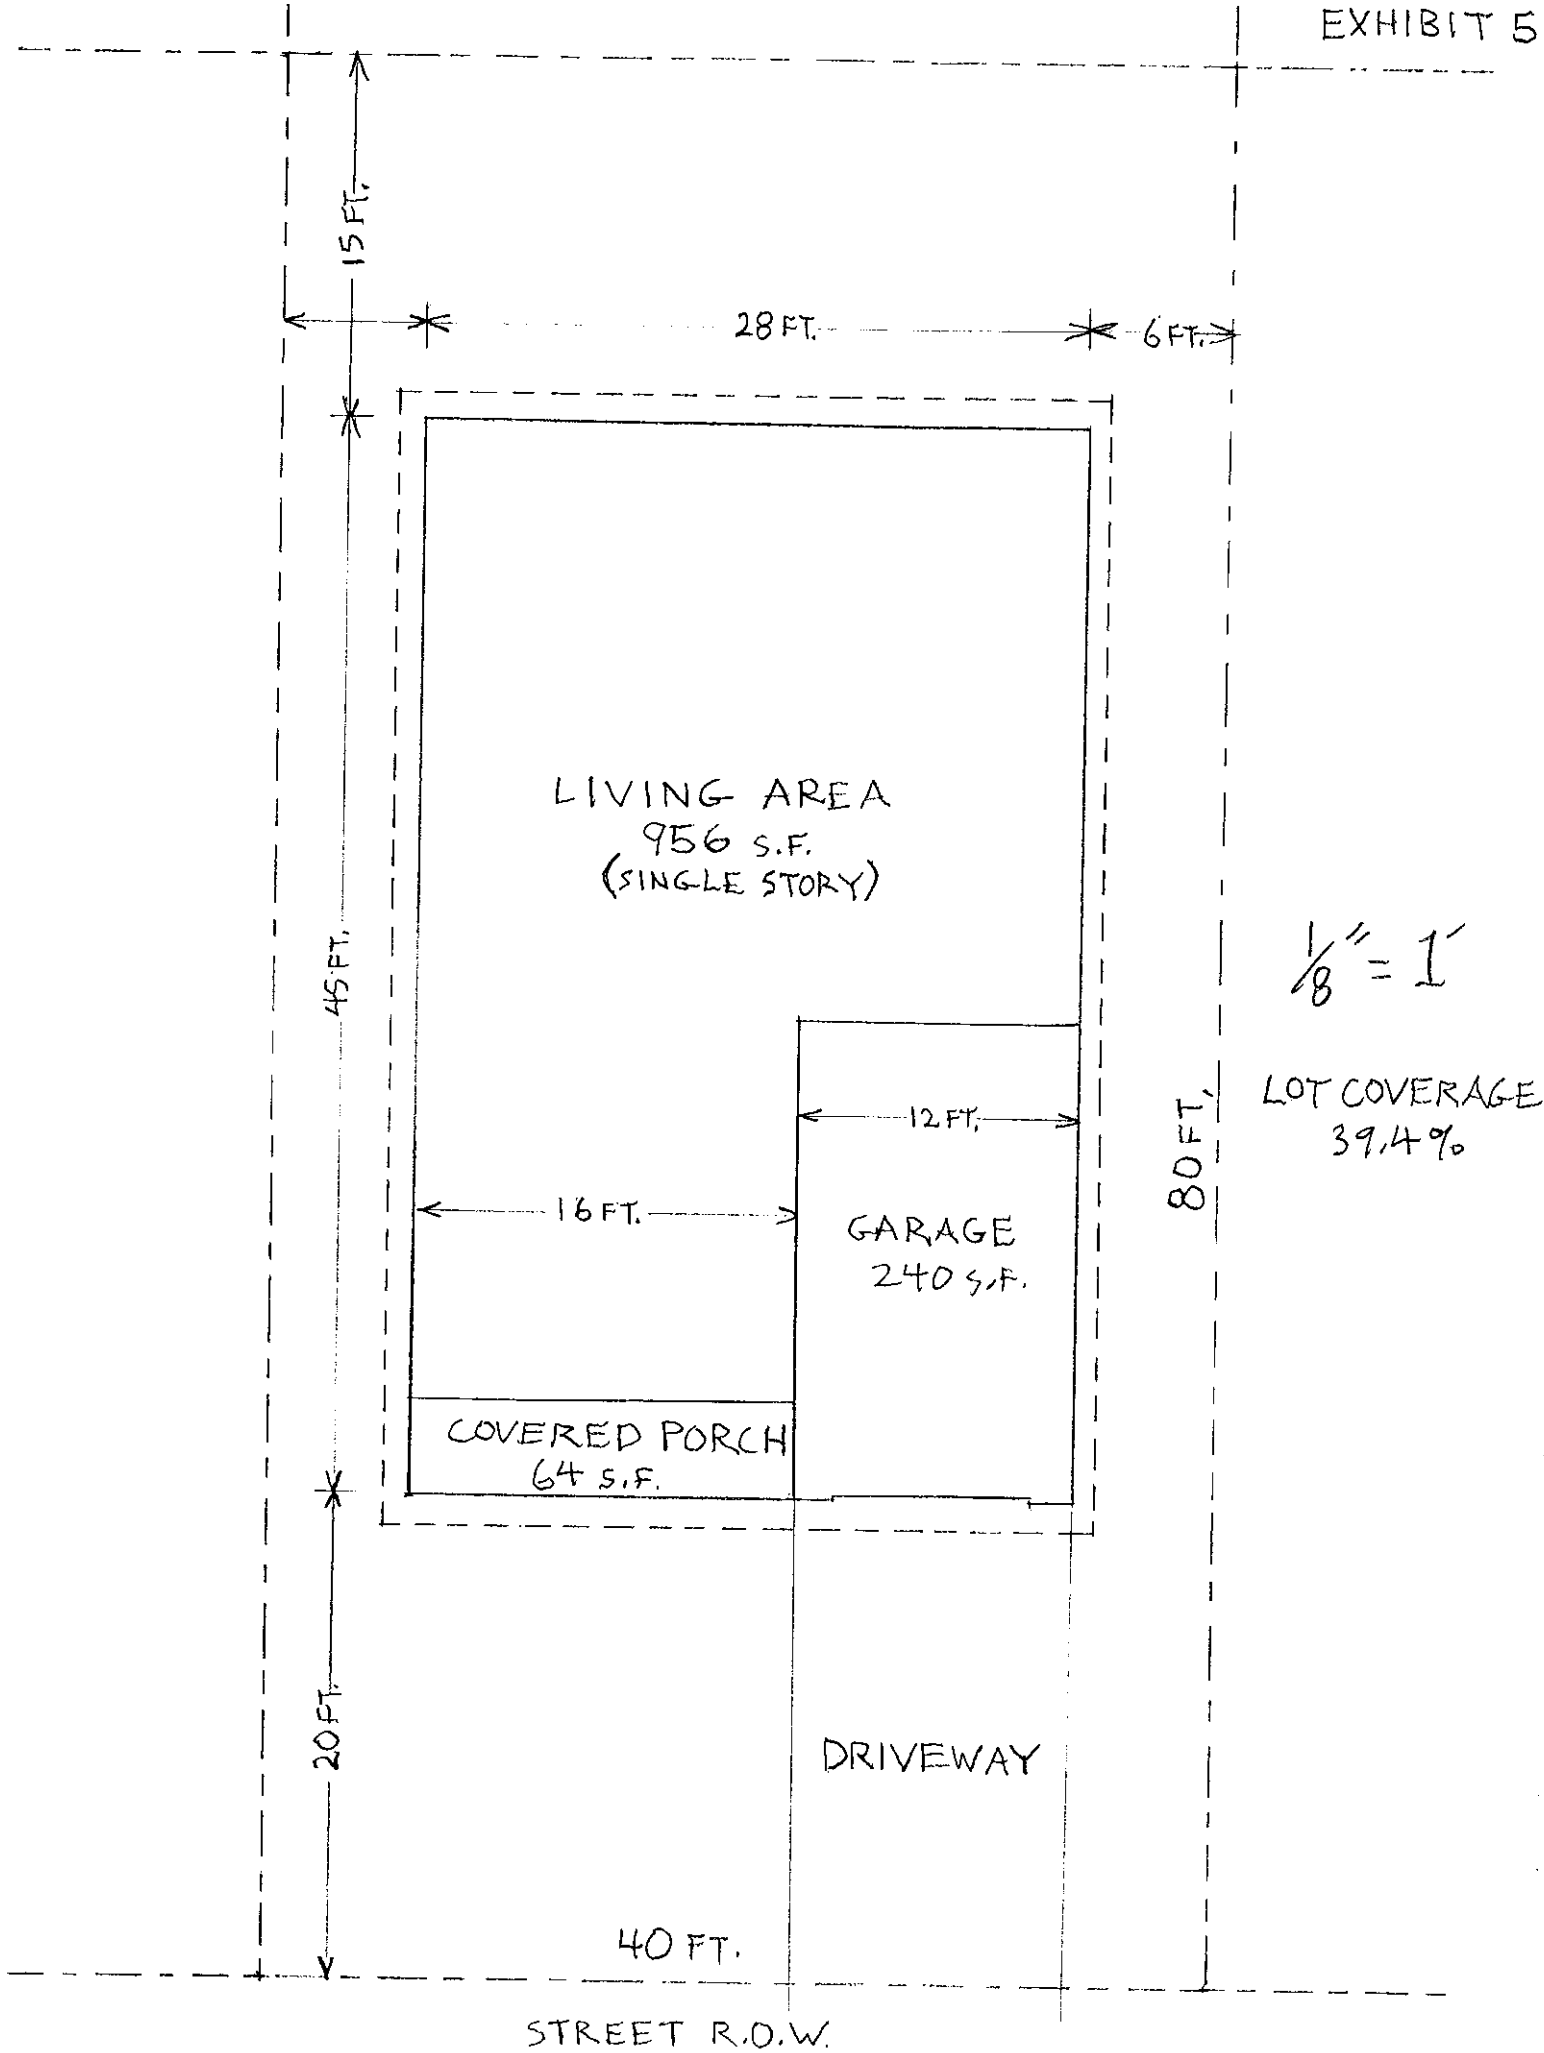 EXHIBIT 5
15 FT.
28 FT.
6 FT.
LIVING AREA
956 S.F.
(SINGLE STORY)
45 FT.
1/8" = 1'
LOT COVERAGE
39.4%
80 FT.
12 FT.
16 FT.
GARAGE
240 S.F.
COVERED PORCH
64 S.F.
20 FT.
DRIVEWAY
40 FT.
STREET R.O.W.